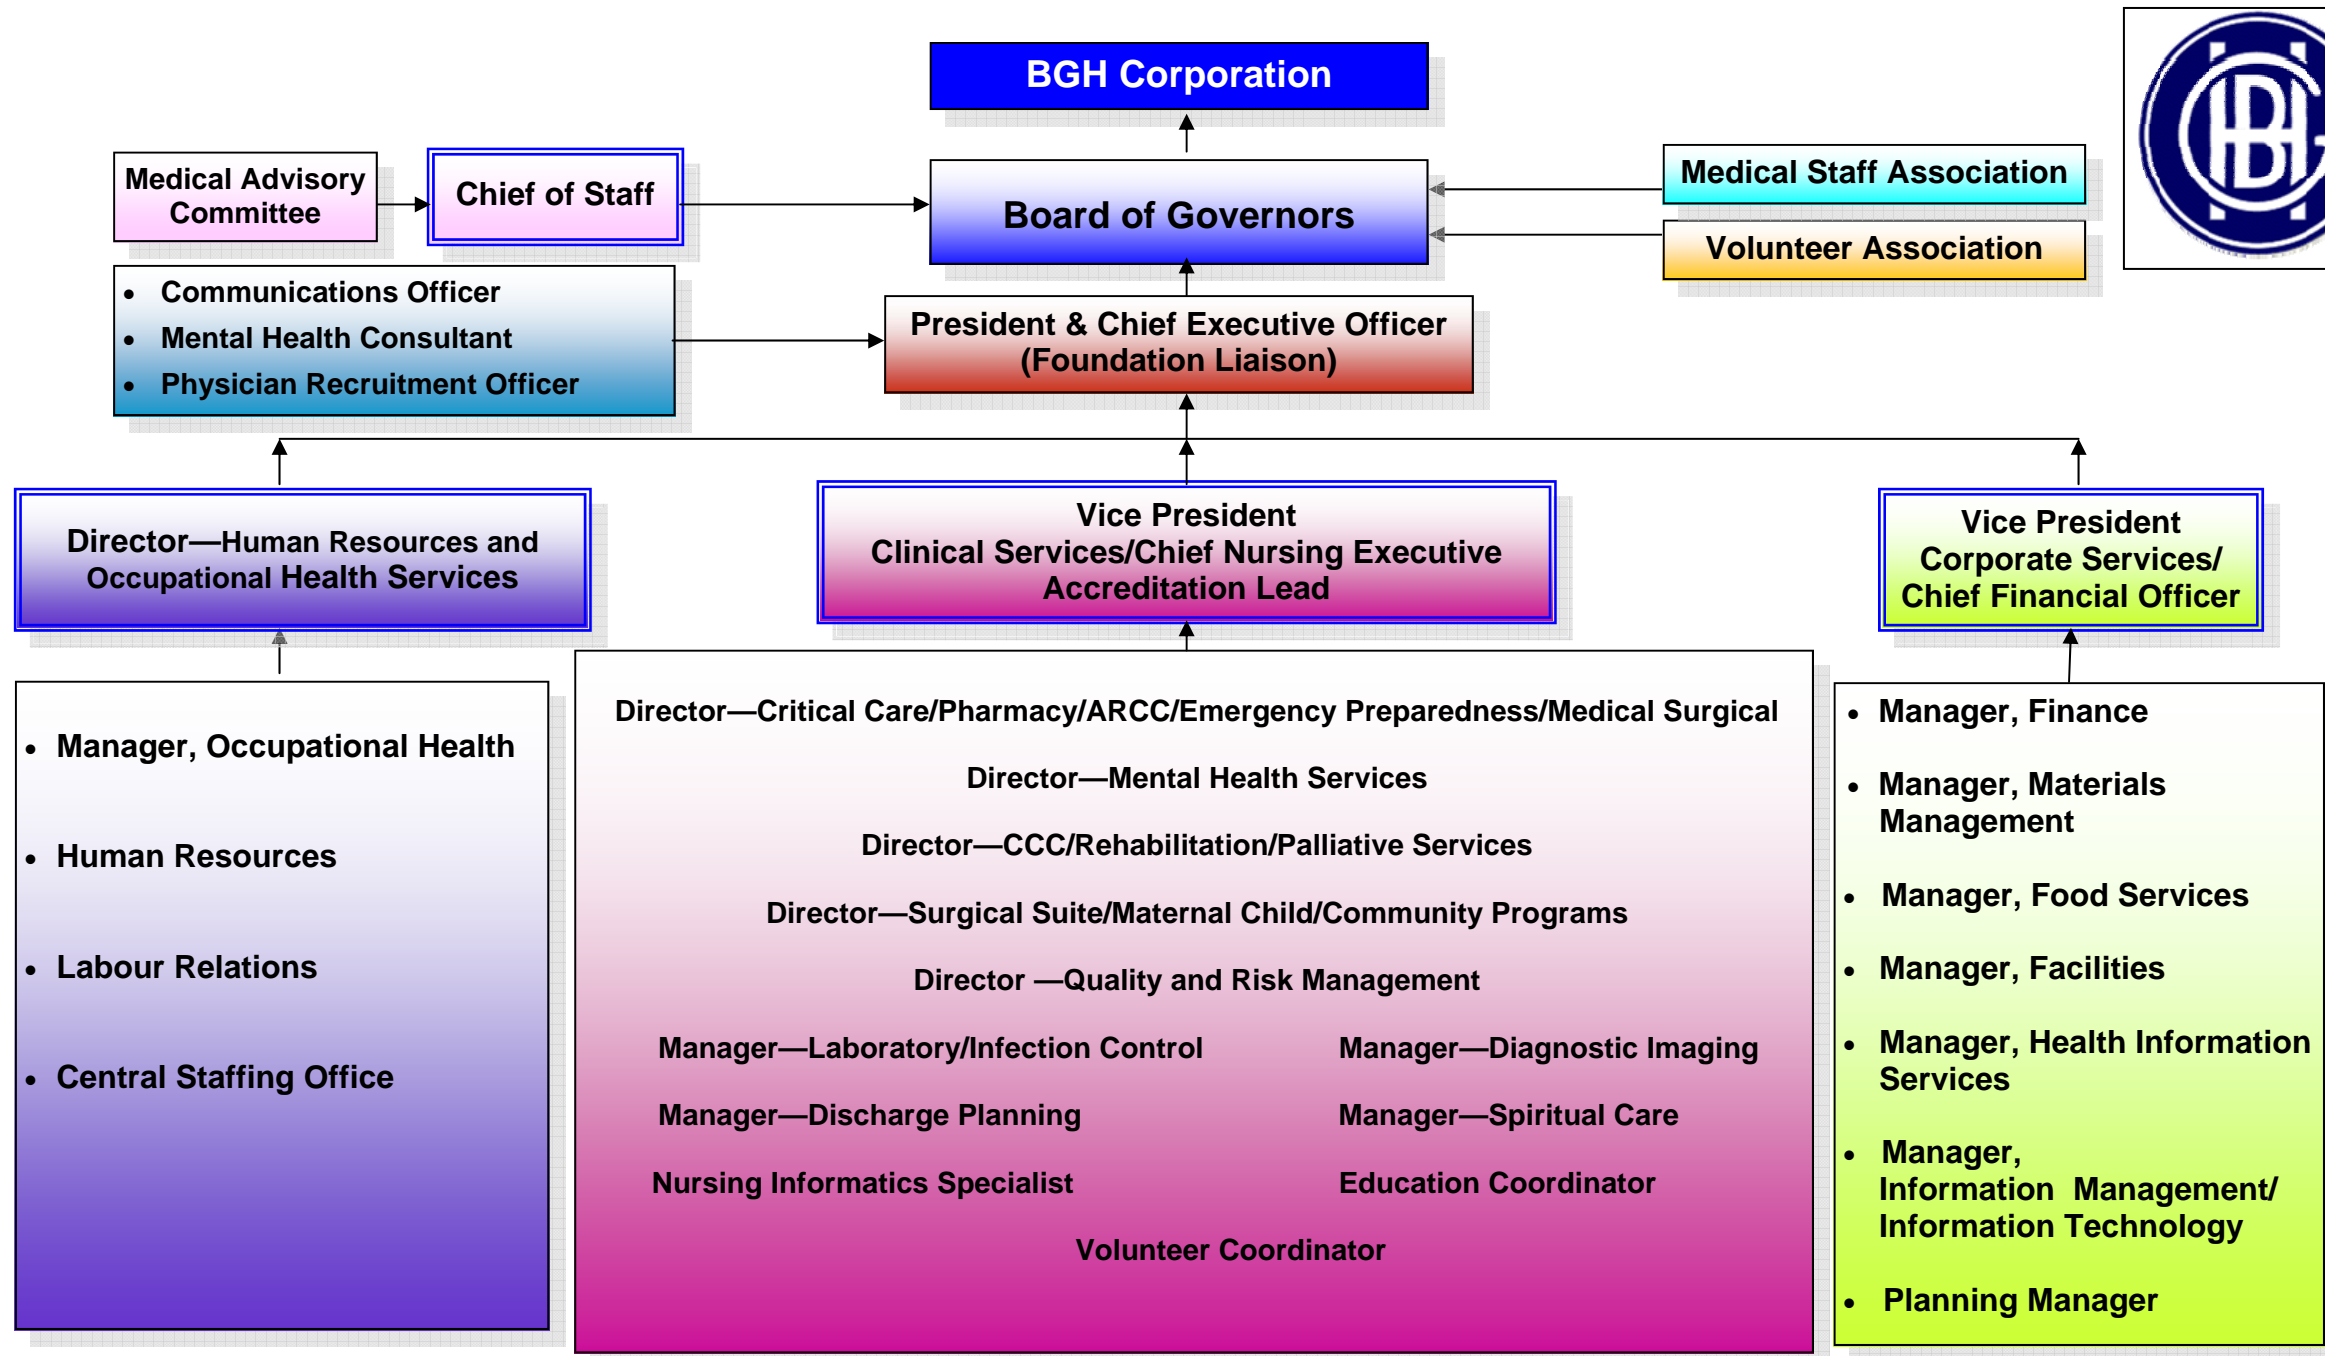 BGH Corporation
Medical Advisory
Committee
Chief of Staff
Board of Governors
Medical Staff Association
Volunteer Association
BGH
• Communications Officer
• Mental Health Consultant
• Physician Recruitment Officer
President & Chief Executive Officer
(Foundation Liaison)
Director—Human Resources and
Occupational Health Services
Vice President
Clinical Services/Chief Nursing Executive
Accreditation Lead
Vice President
Corporate Services/
Chief Financial Officer
• Manager, Occupational Health
• Human Resources
• Labour Relations
• Central Staffing Office
Director—Critical Care/Pharmacy/ARCC/Emergency Preparedness/Medical Surgical
Director—Mental Health Services
Director—CCC/Rehabilitation/Palliative Services
Director—Surgical Suite/Maternal Child/Community Programs
Director —Quality and Risk Management
Manager—Laboratory/Infection Control
Manager—Diagnostic Imaging
Manager—Discharge Planning
Manager—Spiritual Care
Nursing Informatics Specialist
Education Coordinator
Volunteer Coordinator
• Manager, Finance
• Manager, Materials
Management
• Manager, Food Services
• Manager, Facilities
• Manager, Health Information
Services
• Manager,
Information Management/
Information Technology
• Planning Manager